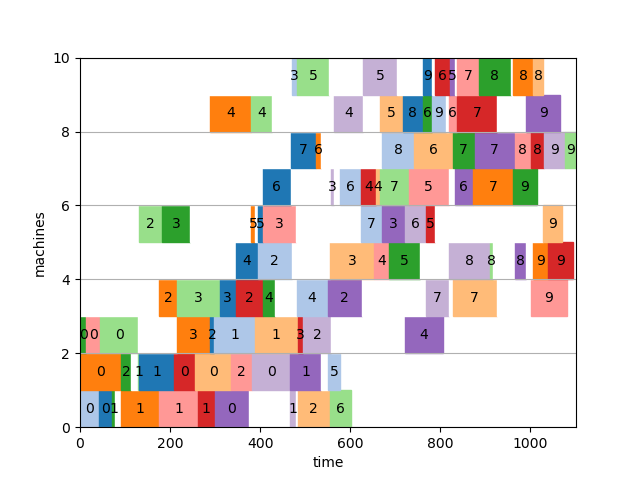 10
3 5 5 9 6 5 7 8 8 8
4 4 4 5 8 6 9 6 7 9
8
7 6 8 6 7 7 8 8 9 9
6 3 6 4 4 7 5 6 7 9
6
2 3 5 5 3 7 3 6 5 9
4 2 3 4 5 8 8 8 9 9
4
2 3 3 2 4 4 2 7 7 9
0 0 0 3 2 1 1 3 2 4
2
0 2 1 1 0 0 2 0 1 5
0 0 1 1 1 1 0 1 2 6
0
0 200 400 600 800 1000
time
machines